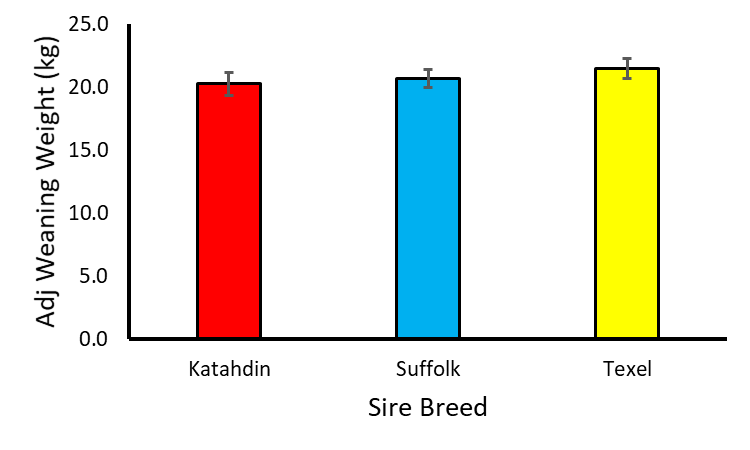 25.0
20.0
15.0
10.0
5.0
0.0
Adj Weaning Weight (kg)
Katahdin Suffolk Texel
Sire Breed